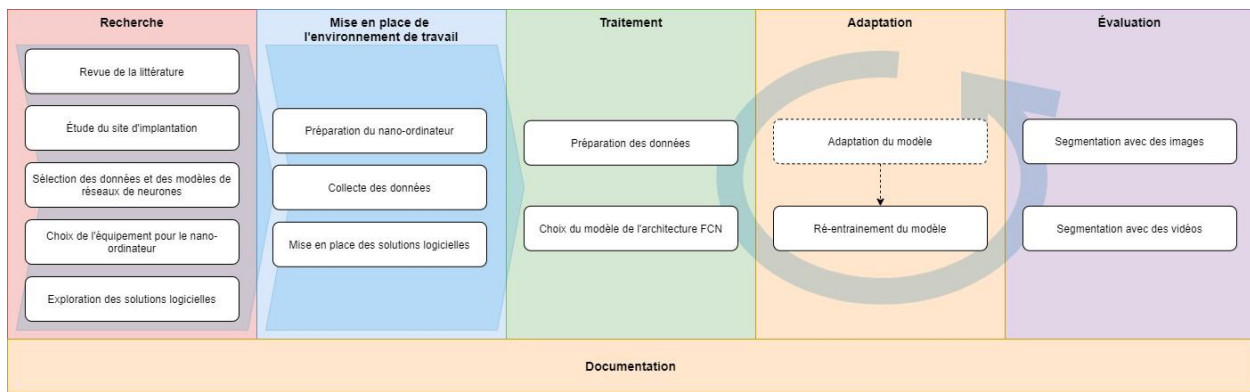 Recherche
Revue de la littérature
Étude du site d'implantation
Sélection des données et des modèles de
réseaux de neurones
Choix de l'équipement pour le nano-
ordinateur
Exploration des solutions logicielles
Mise en place de
l'environnement de travail
Préparation du nano-ordinateur
Collecte des données
Mise en place des solutions logicielles
Traitement
Préparation des données
Choix du modèle de l'architecture FCN
Adaptation
Adaptation du modèle
Ré-entrainement du modèle
Évaluation
Segmentation avec des images
Segmentation avec des vidéos
Documentation